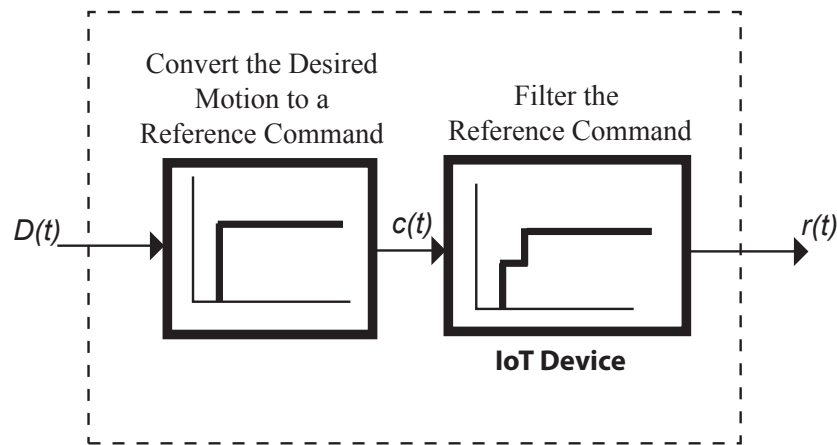 Convert the Desired
Motion to a
Reference Command
Filter the
Reference Command
D(t)
c(t)
r(t)
IoT Device